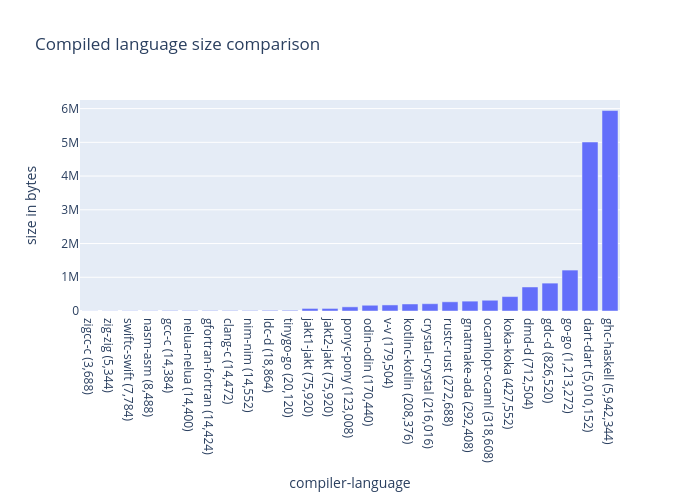 Compiled language size comparison
6M
5M
4M
3M
2M
1M
0
size in bytes
zigcc-c (3,688)
zig-zig (5,344)
swiftc-swift (7,784)
nasm-asm (8,488)
gcc-c (14,384)
nelua-nelua (14,400)
gfortran-fortran (14,424)
clang-c (14,472)
nim-nim (14,552)
ldc-d (18,864)
tinygo-go (20,120)
jakt1-jakt (75,920)
jakt2-jakt (75,920)
ponyc-pony (123,008)
odin-odin (170,440)
v-v (179,504)
kotlinc-kotlin (208,376)
crystal-crystal (216,016)
rustc-rust (272,688)
gnatmake-ada (292,408)
ocamlopt-ocaml (318,608)
koka-koka (427,552)
dmd-d (712,504)
gdc-d (826,520)
go-go (1,213,272)
dart-dart (5,010,152)
ghc-haskell (5,942,344)
compiler-language